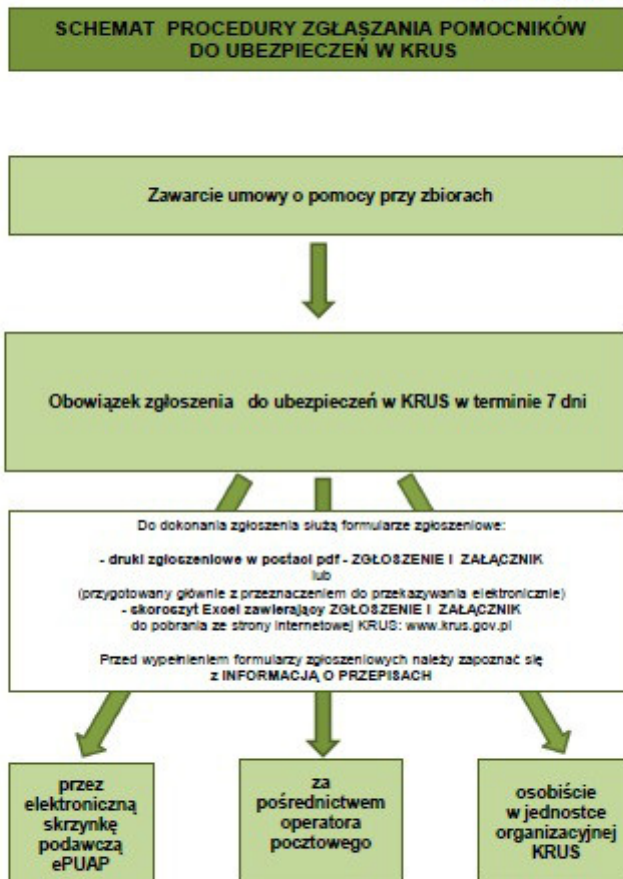 SCHEMAT PROCEDURY ZGŁASZANIA POMOCNIKÓW
DO UBEZPIECZEŃ W KRUS
Zawarcie umowy o pomocy przy zbiorach
Obowiązek zgłoszenia do ubezpieczeń w KRUS w terminie 7 dni
Do dokonania zgłoszenia służą formularze zgłoszeniowe:
- druki zgłoszeniowe w postaci pdf - ZGŁOSZENIE I ZAŁĄCZNIK
lub
(przygotowany głównie z przeznaczeniem do przekazywania elektronicznie)
- skoroszyt Excel zawierający ZGŁOSZENIE I ZAŁĄCZNIK
do pobrania ze strony internetowej KRUS: www.krus.gov.pl
Przed wypełnieniem formularzy zgłoszeniowych należy zapoznać się
z INFORMACJĄ O PRZEPISACH
przez
elektroniczną
skrzynkę
podawczą
ePUAP
za
pośrednictwem
operatora
pocztowego
osobiście
w jednostce
organizacyjnej
KRUS